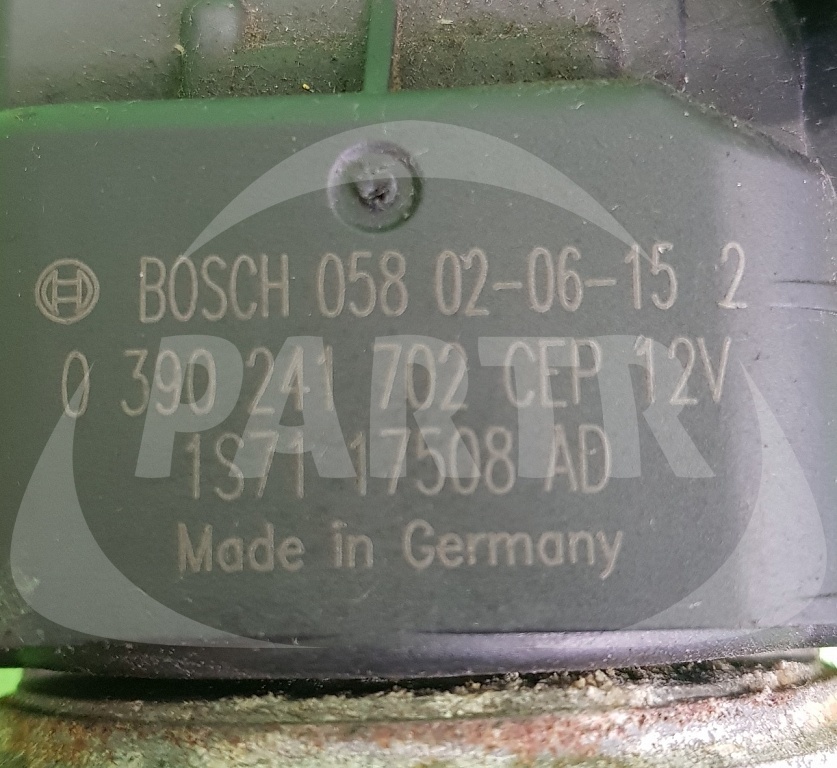 BOSCH 058 02-06-15 2
0 390 241 702 CEP 12V
PARTR
1S71 17508 AD
Made in Germany